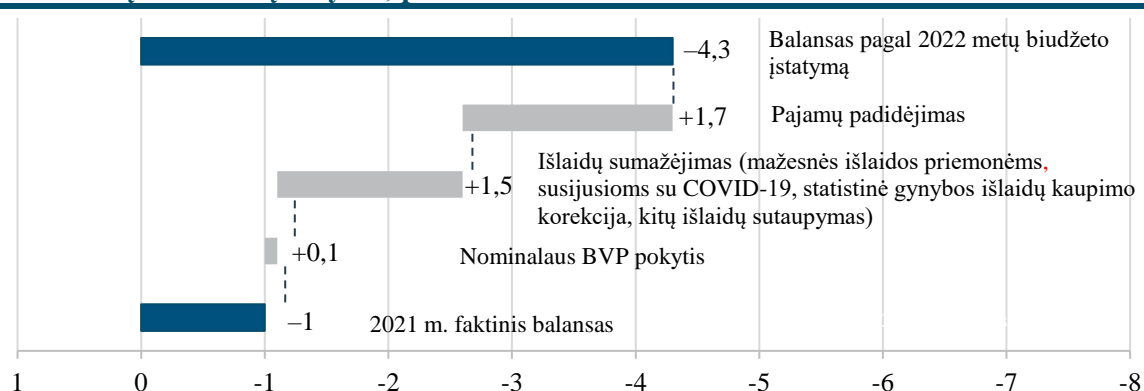 –4,3
Balansas pagal 2022 metų biudžeto
įstatymą
+1,7
Pajamų padidėjimas
Išlaidų sumažėjimas (mažesnės išlaidos priemonėms,
+1,5
susijusioms su COVID-19, statistinė gynybos išlaidų kaupimo
korekcija, kitų išlaidų sutaupymas)
+0,1
Nominalaus BVP pokytis
–1
2021 m. faktinis balansas
1 0 -1 -2 -3 -4 -5 -6 -7 -8